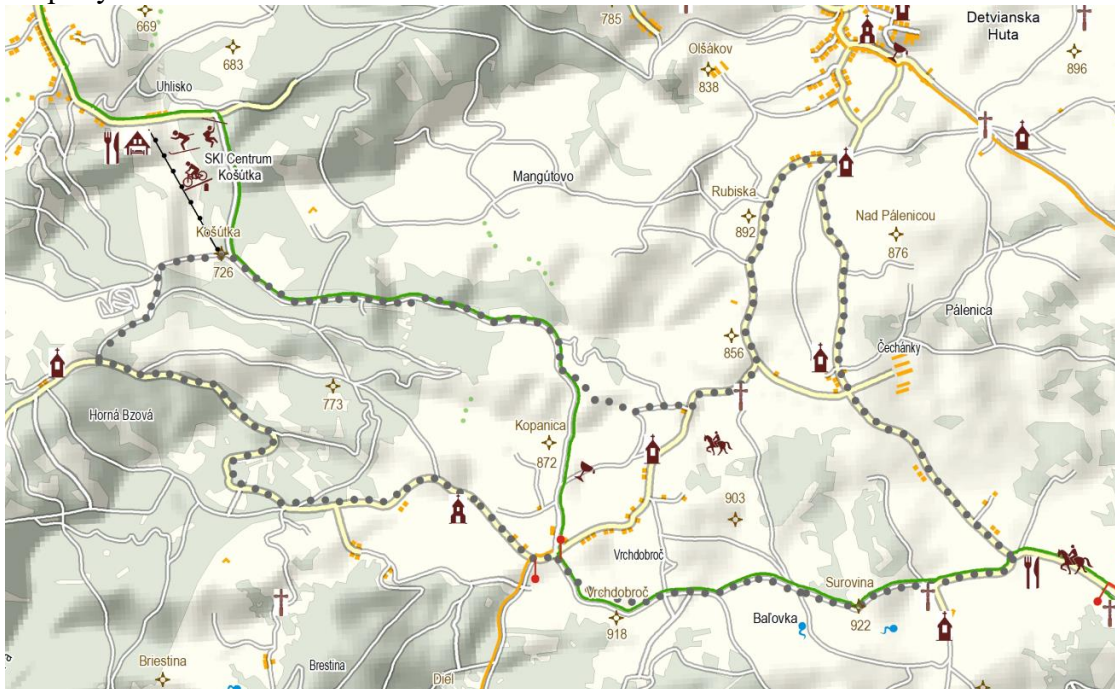 669
683
785
Olšákov
838
Detvianska
Huta
896
Uhlisko
SKI Centrum
Košútka
Mangútovo
Rubiska
892
Nad Pálenicou
876
Košútka
726
Pálenica
856
Čechánky
773
Horná Bzová
Kopanica
872
903
Vrchdobroč
Vrchdobroč
918
Surovina
922
Baľovka
Briestina
Brestina
Diel